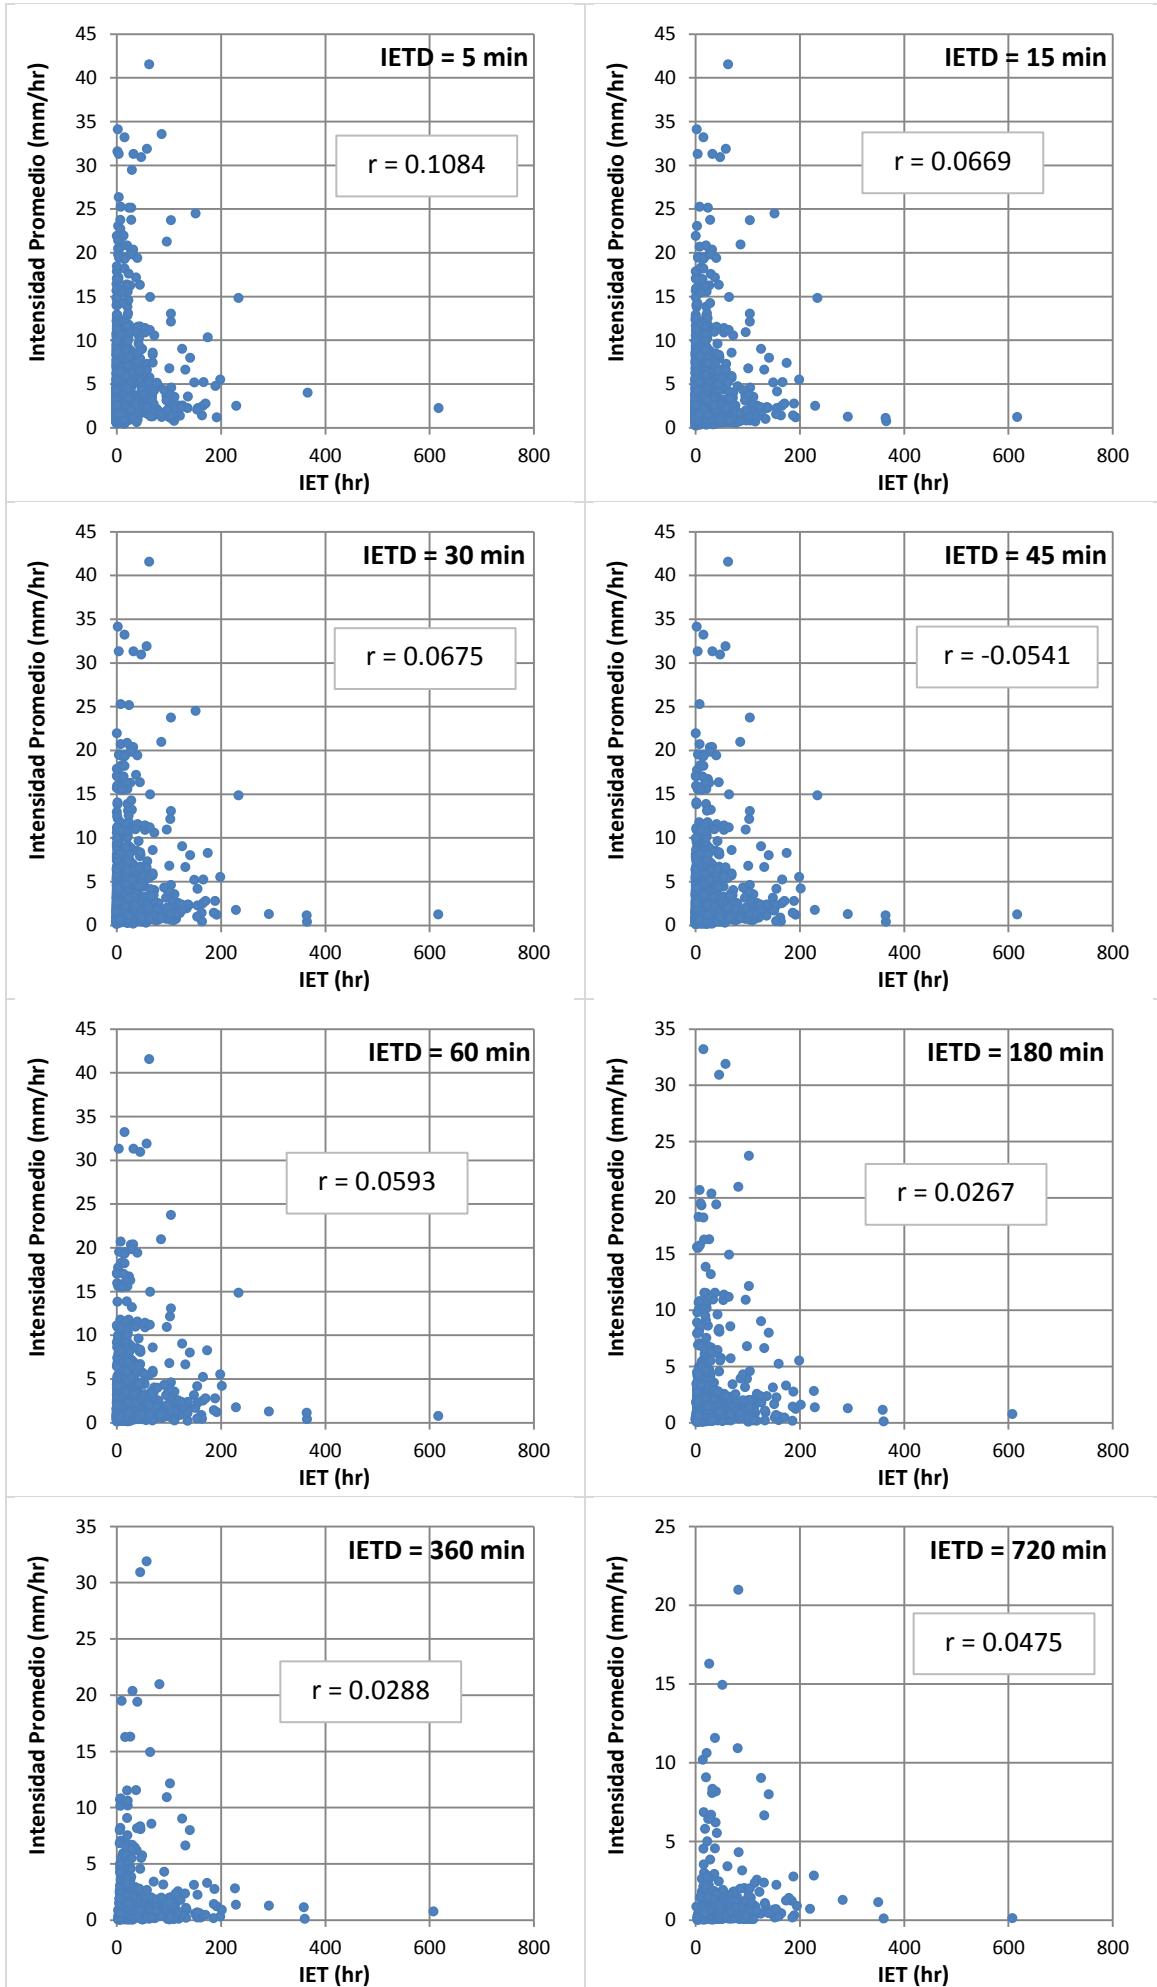 IETD = 5 min
r = 0.1084
Intensidad Promedio (mm/hr)
45
40
35
30
25
20
15
10
5
0
0 200 400 600 800
IET (hr)
IETD = 15 min
r = 0.0669
Intensidad Promedio (mm/hr)
45
40
35
30
25
20
15
10
5
0
0 200 400 600 800
IET (hr)
IETD = 30 min
r = 0.0675
Intensidad Promedio (mm/hr)
45
40
35
30
25
20
15
10
5
0
0 200 400 600 800
IET (hr)
IETD = 45 min
r = -0.0541
Intensidad Promedio (mm/hr)
45
40
35
30
25
20
15
10
5
0
0 200 400 600 800
IET (hr)
IETD = 60 min
r = 0.0593
Intensidad Promedio (mm/hr)
45
40
35
30
25
20
15
10
5
0
0 200 400 600 800
IET (hr)
IETD = 180 min
r = 0.0267
Intensidad Promedio (mm/hr)
35
30
25
20
15
10
5
0
0 200 400 600 800
IET (hr)
IETD = 360 min
r = 0.0288
Intensidad Promedio (mm/hr)
35
30
25
20
15
10
5
0
0 200 400 600 800
IET (hr)
IETD = 720 min
r = 0.0475
Intensidad Promedio (mm/hr)
25
20
15
10
5
0
0 200 400 600 800
IET (hr)